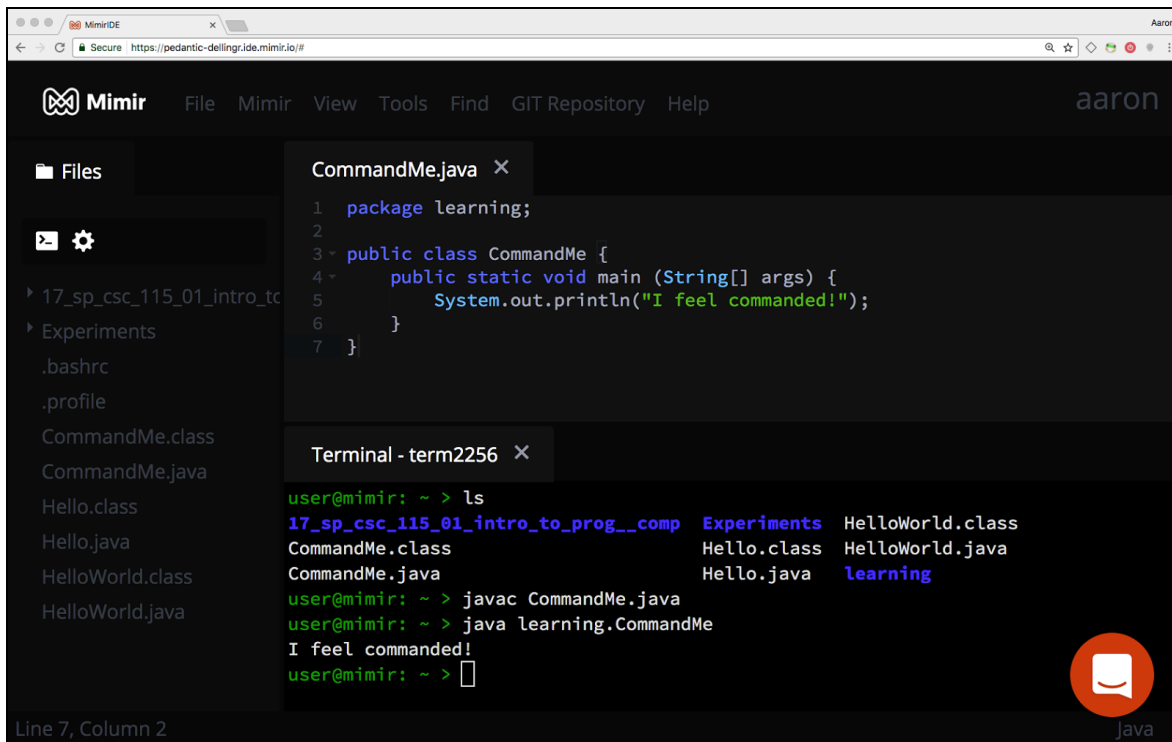 MimirIDE
Aaron
Secure https://pedantic-dellingr.ide.mimir.io/#
Mimir File Mimir View Tools Find GIT Repository Help aaron
Files
CommandMe.java
1 package learning;
2
3 public class CommandMe {
4 public static void main (String[] args) {
5 System.out.println("I feel commanded!");
6 }
7 }
17_sp_csc_115_01_intro_to
Experiments
.bashrc
.profile
CommandMe.class
CommandMe.java
Hello.class
Hello.java
HelloWorld.class
HelloWorld.java
Terminal - term2256
user@mimir: ~ > ls
17_sp_csc_115_01_intro_to_prog__comp Experiments HelloWorld.class
CommandMe.class Hello.class HelloWorld.java
CommandMe.java Hello.java learning
user@mimir: ~ > javac CommandMe.java
user@mimir: ~ > java learning.CommandMe
I feel commanded!
user@mimir: ~ >
Line 7, Column 2
Java